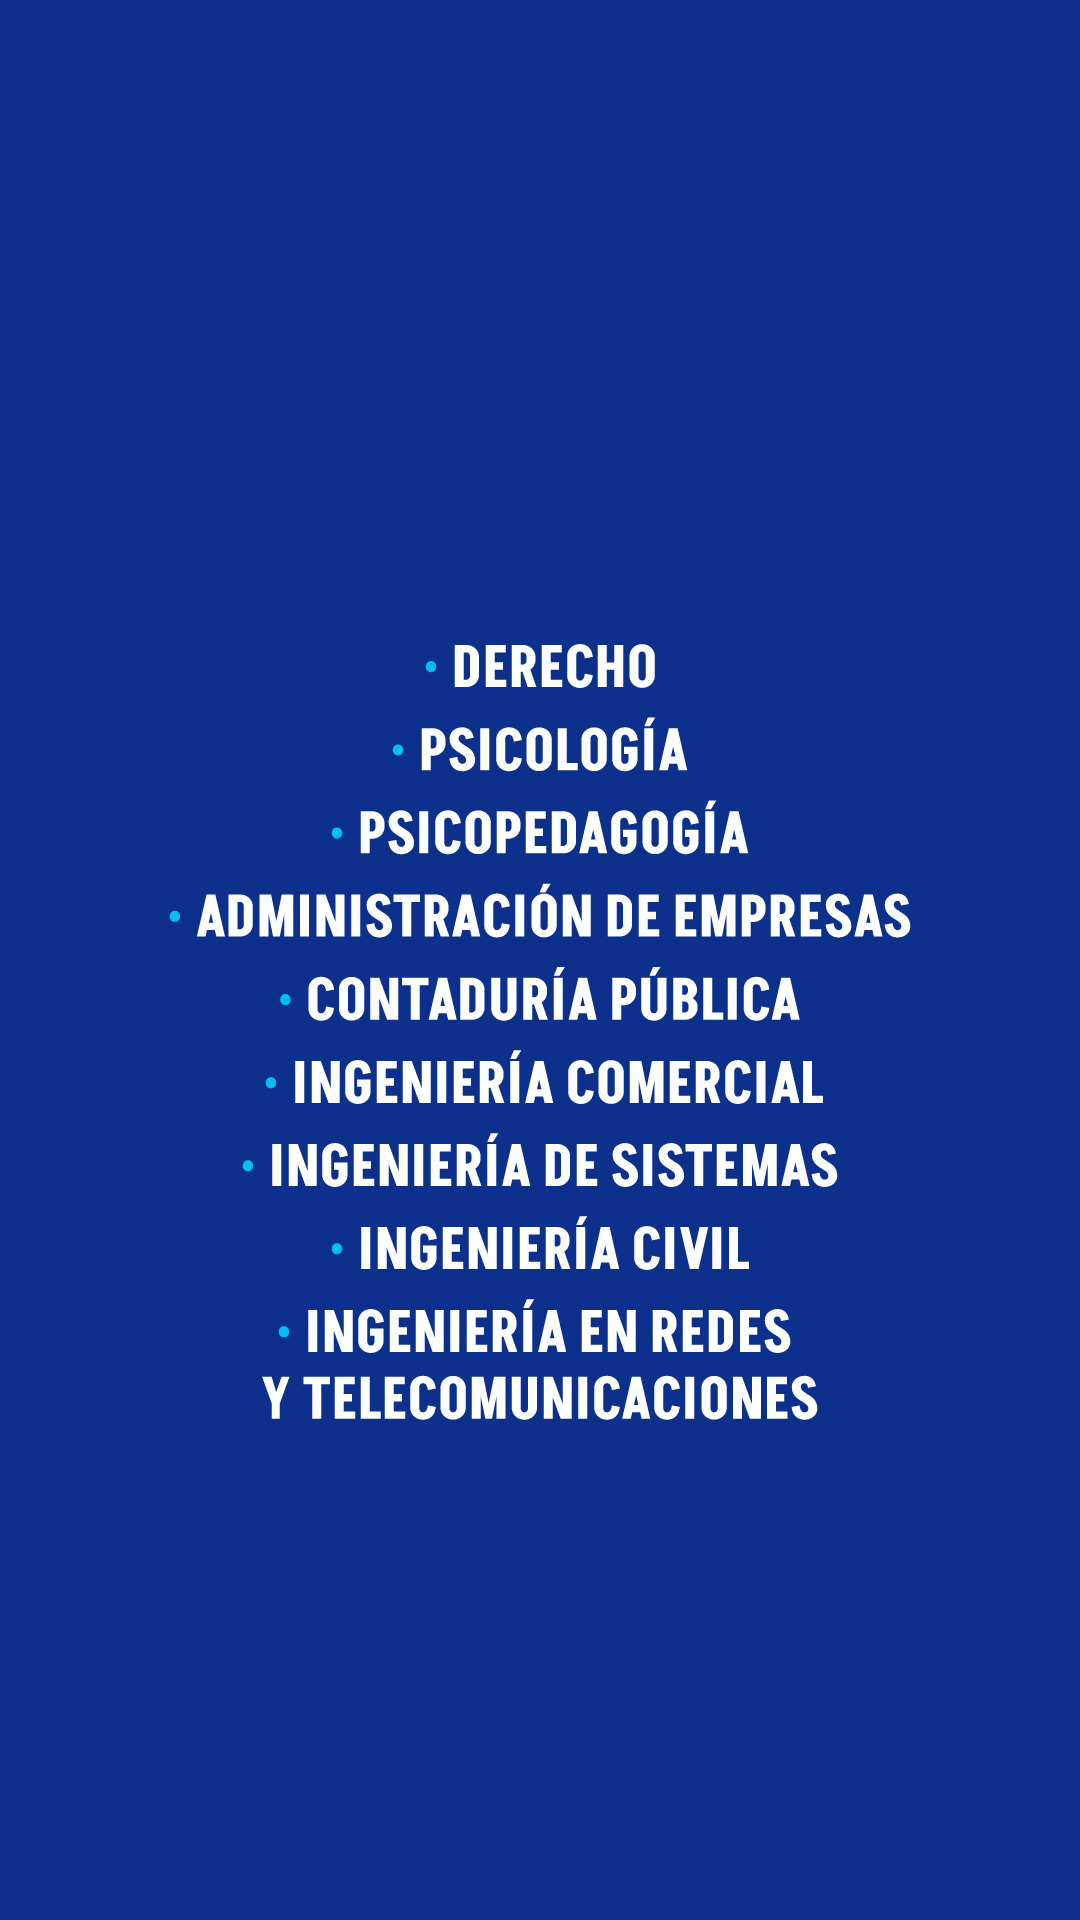 • DERECHO
• PSICOLOGÍA
• PSICOPEDAGOGÍA
• ADMINISTRACIÓN DE EMPRESAS
• CONTADURÍA PÚBLICA
• INGENIERÍA COMERCIAL
• INGENIERÍA DE SISTEMAS
• INGENIERÍA CIVIL
• INGENIERÍA EN REDES
Y TELECOMUNICACIONES